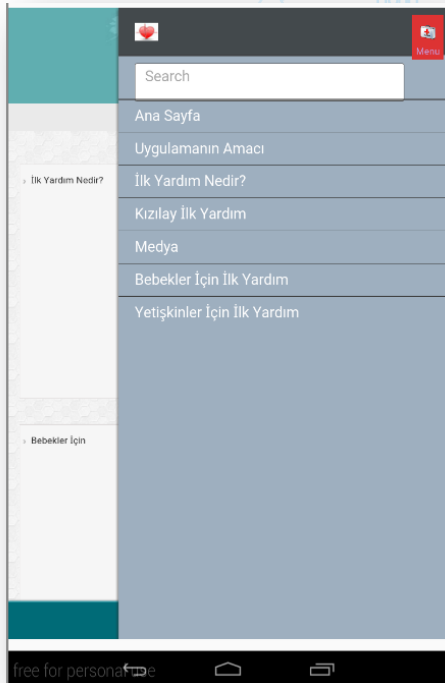 Menu
Search
Ana Sayfa
Uygulamanın Amacı
İlk Yardım Nedir?
Kızılay İlk Yardım
Medya
Bebekler İçin İlk Yardım
Yetişkinler İçin İlk Yardım
› İlk Yardım Nedir?
› Bebekler İçin
free for personal use